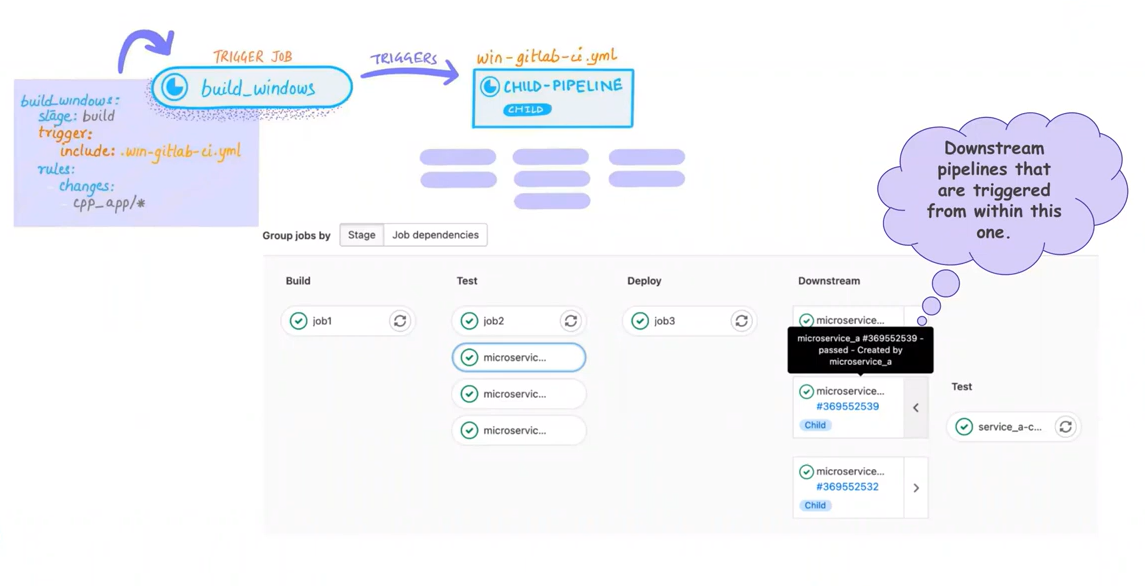 TRIGGER JOB
build_windows
TRIGGERS
win-gitlab-ci.yml
CHILD-PIPELINE
CHILD
build_windows:
stage: build
trigger:
include: .win-gitlab-ci.yml
rules:
- changes:
- cpp_app/*
Downstream
pipelines that
are triggered
from within this
one.
Group jobs by Stage Job dependencies
Build Test Deploy Downstream
job1 job2 job3 microservice...
microservic...
microservic...
microservic...
microservice_a #369552539 -
passed - Created by
microservice_a
microservice...
#369552539
Child
Test
service_a-c...
microservice...
#369552532
Child